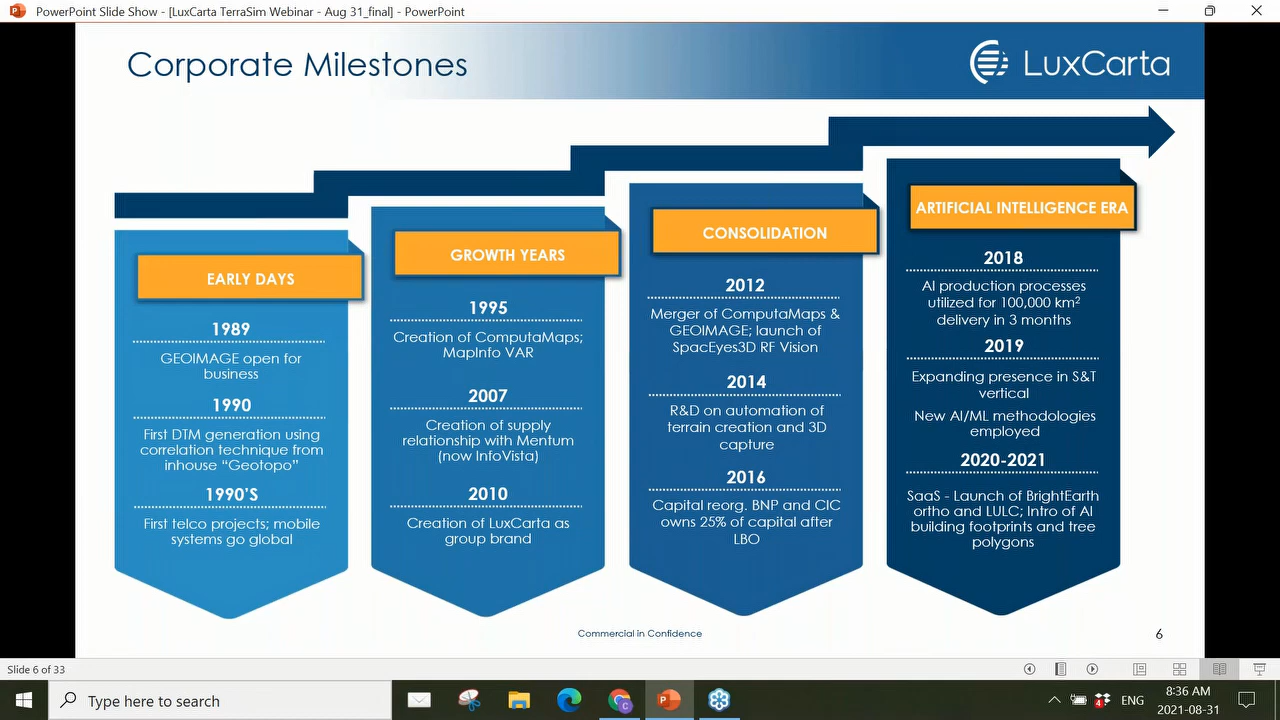 PowerPoint Slide Show - [LuxCarta TerraSim Webinar - Aug 31_final] - PowerPoint
Corporate Milestones
LuxCarta
EARLY DAYS
1989
GEOIMAGE open for
business
1990
First DTM generation using
correlation technique from
inhouse “Geotopo”
1990'S
First telco projects; mobile
systems go global
GROWTH YEARS
1995
Creation of ComputaMaps;
MapInfo VAR
2007
Creation of supply
relationship with Mentum
(now InfoVista)
2010
Creation of LuxCarta as
group brand
CONSOLIDATION
2012
Merger of ComputaMaps &
GEOIMAGE; launch of
SpacEyes3D RF Vision
2014
R&D on automation of
terrain creation and 3D
capture
2016
Capital reorg. BNP and CIC
owns 25% of capital after
LBO
ARTIFICIAL INTELLIGENCE ERA
2018
AI production processes
utilized for 100,000 km²
delivery in 3 months
2019
Expanding presence in S&T
vertical
New AI/ML methodologies
employed
2020-2021
SaaS - Launch of BrightEarth
ortho and LULC; Intro of AI
building footprints and tree
polygons
Commercial in Confidence
6
Slide 6 of 33
Type here to search
4
ENG
8:36 AM
2021-08-31